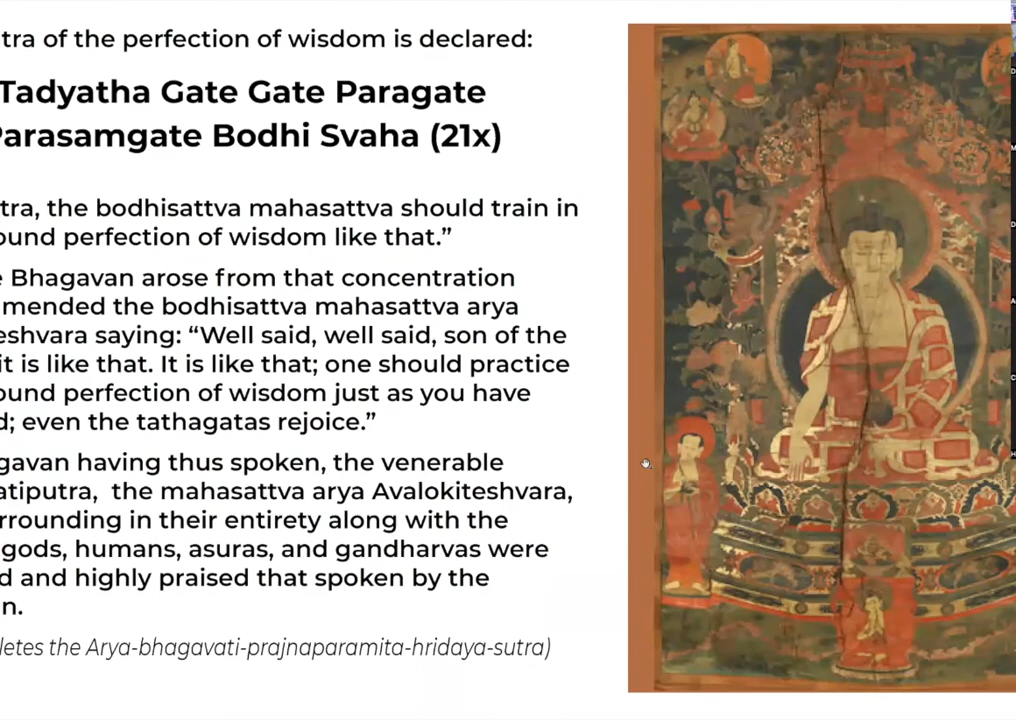 tra of the perfection of wisdom is declared:
Tadyatha Gate Gate Paragate
Parasamgate Bodhi Svaha (21x)
tra, the bodhisattva mahasattva should train in
ound perfection of wisdom like that.”
e Bhagavan arose from that concentration
mended the bodhisattva mahasattva arya
eshvara saying: “Well said, well said, son of the
it is like that. It is like that; one should practice
ound perfection of wisdom just as you have
d; even the tathagatas rejoice.”
gavan having thus spoken, the venerable
atiputra, the mahasattva arya Avalokiteshvara,
rrounding in their entirety along with the
gods, humans, asuras, and gandharvas were
d and highly praised that spoken by the
n.
letes the Arya-bhagavati-prajnaparamita-hridaya-sutra)